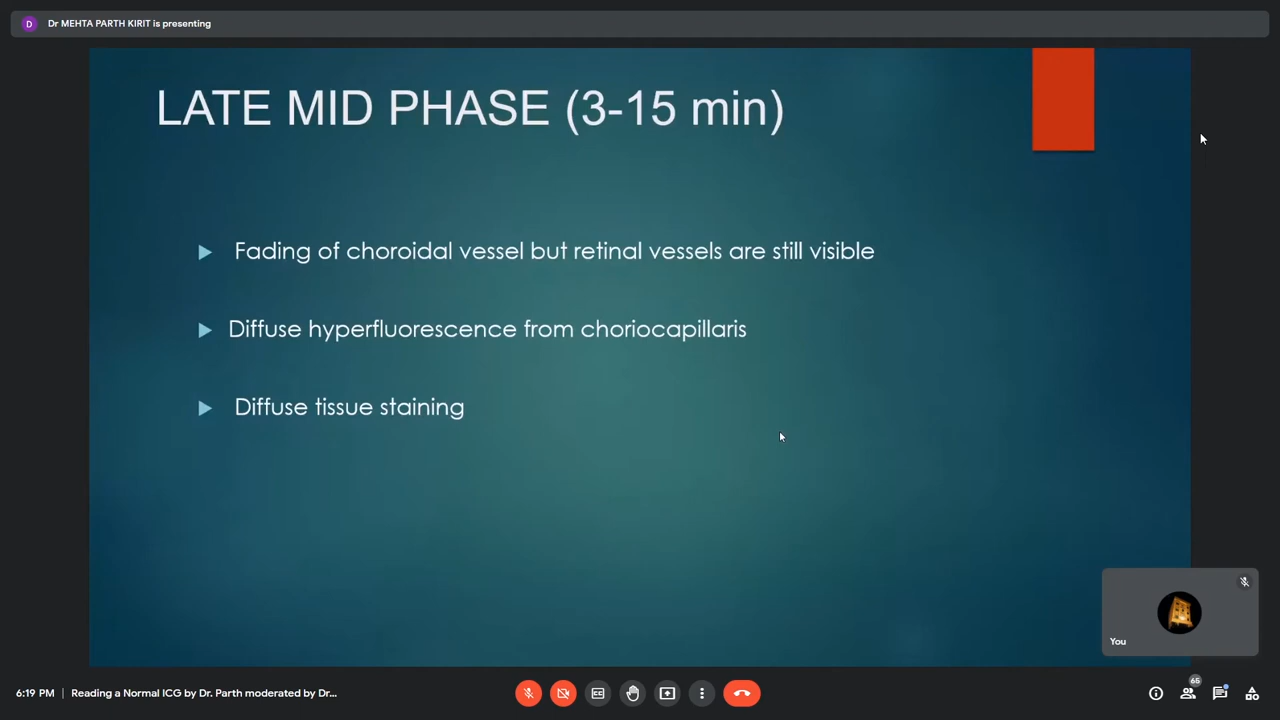 D Dr MEHTA PARTH KIRIT is presenting
LATE MID PHASE (3-15 min)
Fading of choroidal vessel but retinal vessels are still visible
Diffuse hyperfluorescence from choriocapillaris
Diffuse tissue staining
You
65
6:19 PM | Reading a Normal ICG by Dr. Parth moderated by Dr...
CC